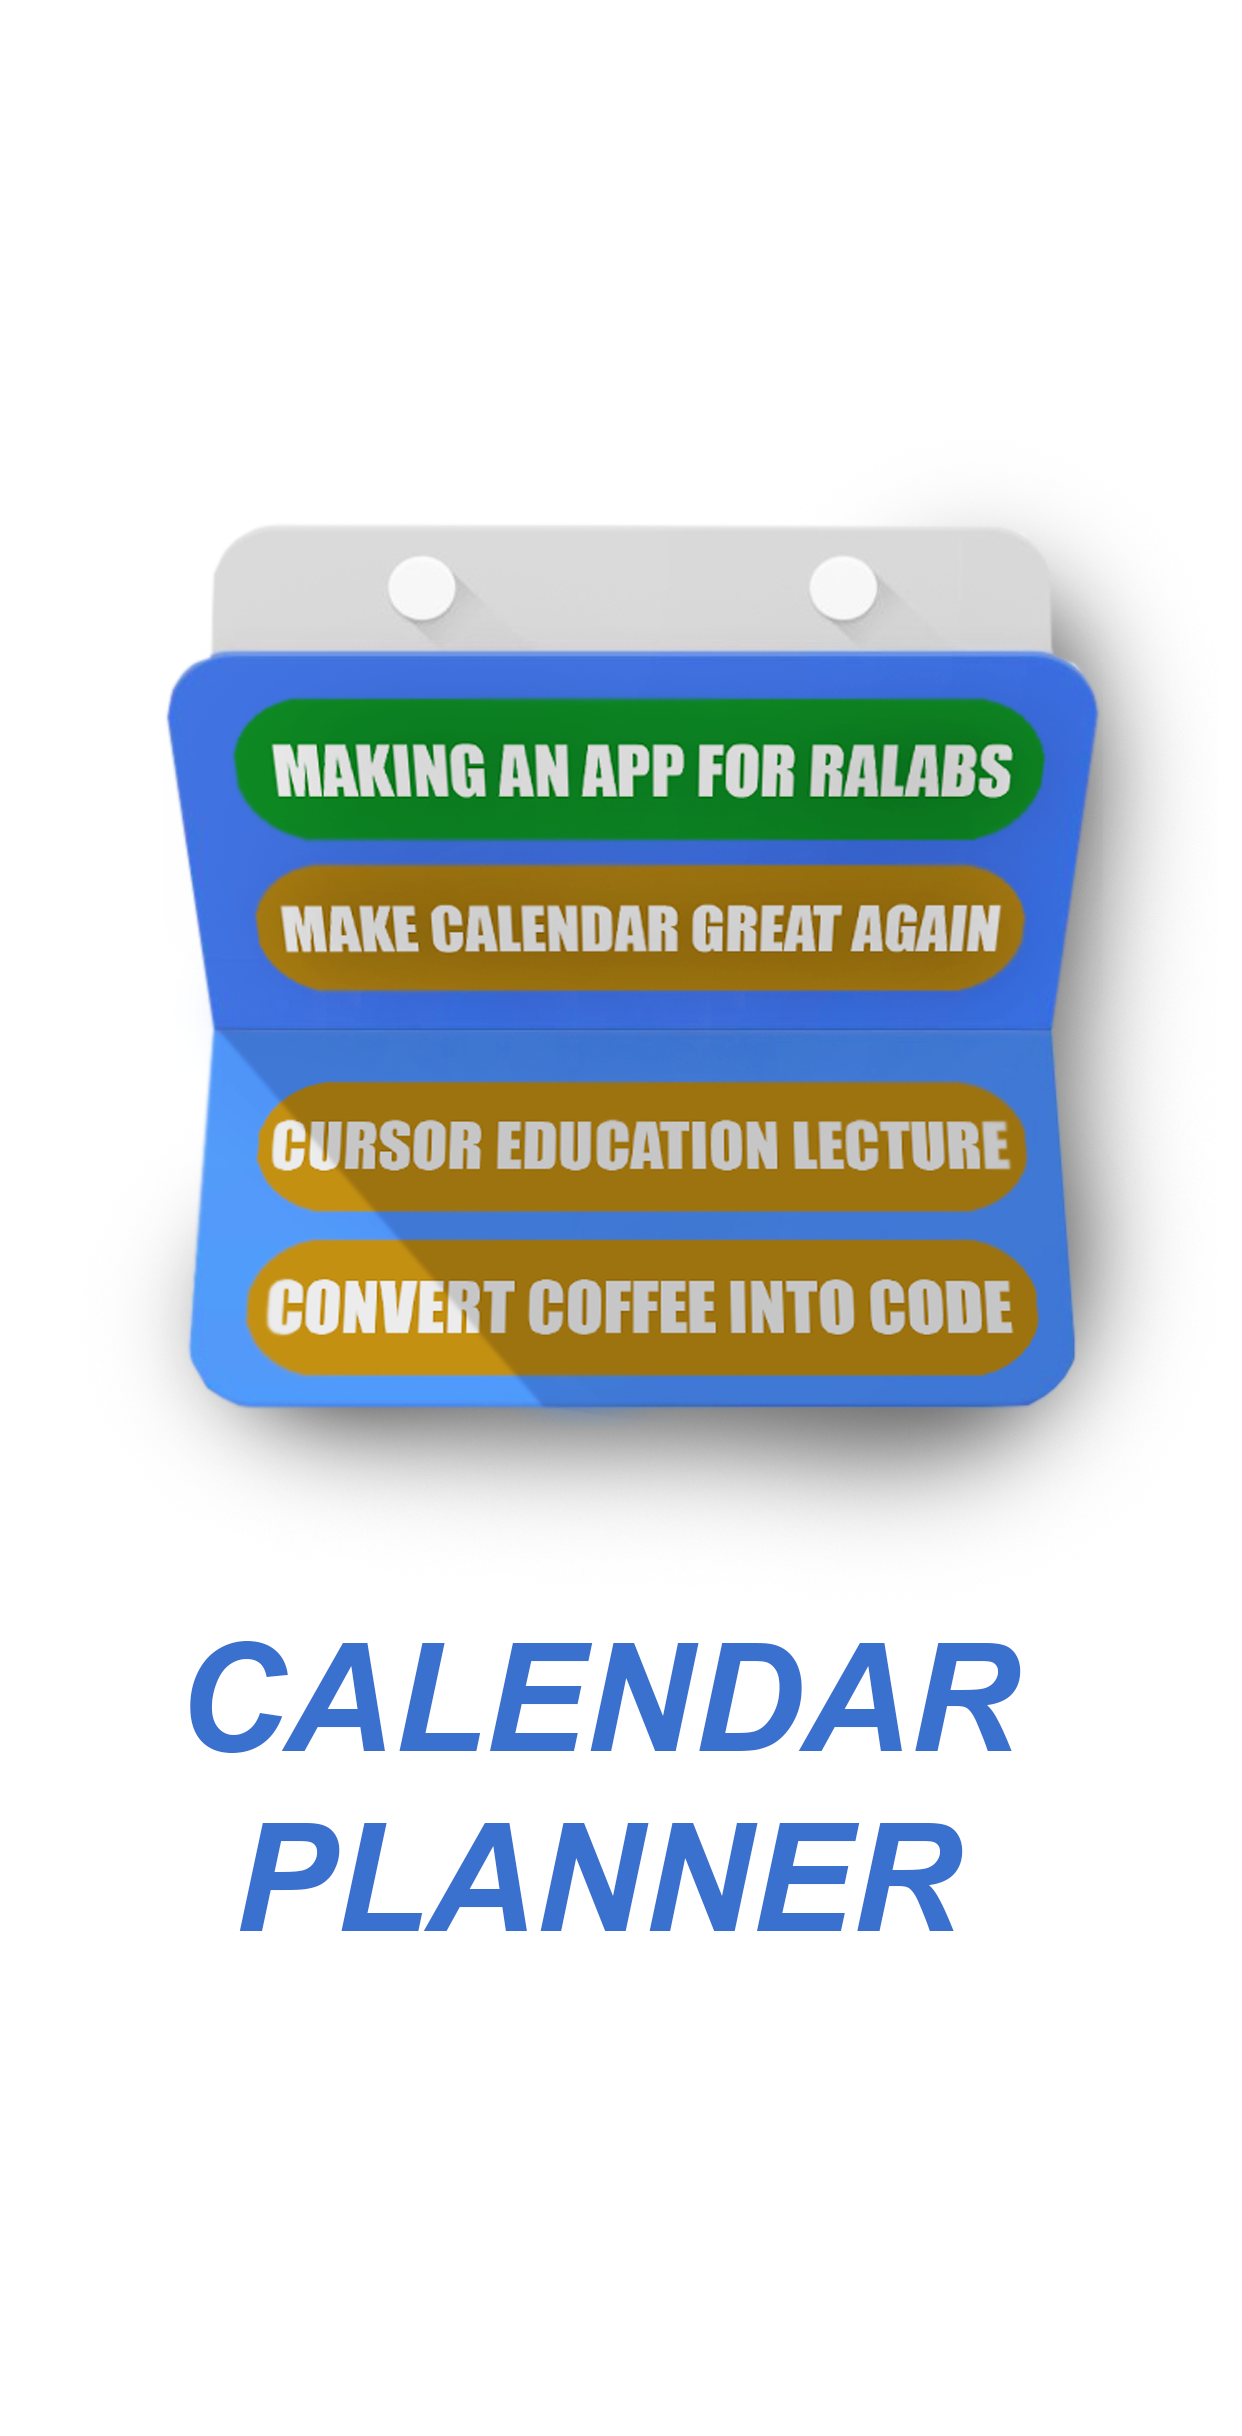 MAKING AN APP FOR RALABS
MAKE CALENDAR GREAT AGAIN
CURSOR EDUCATION LECTURE
CONVERT COFFEE INTO CODE
CALENDAR
PLANNER